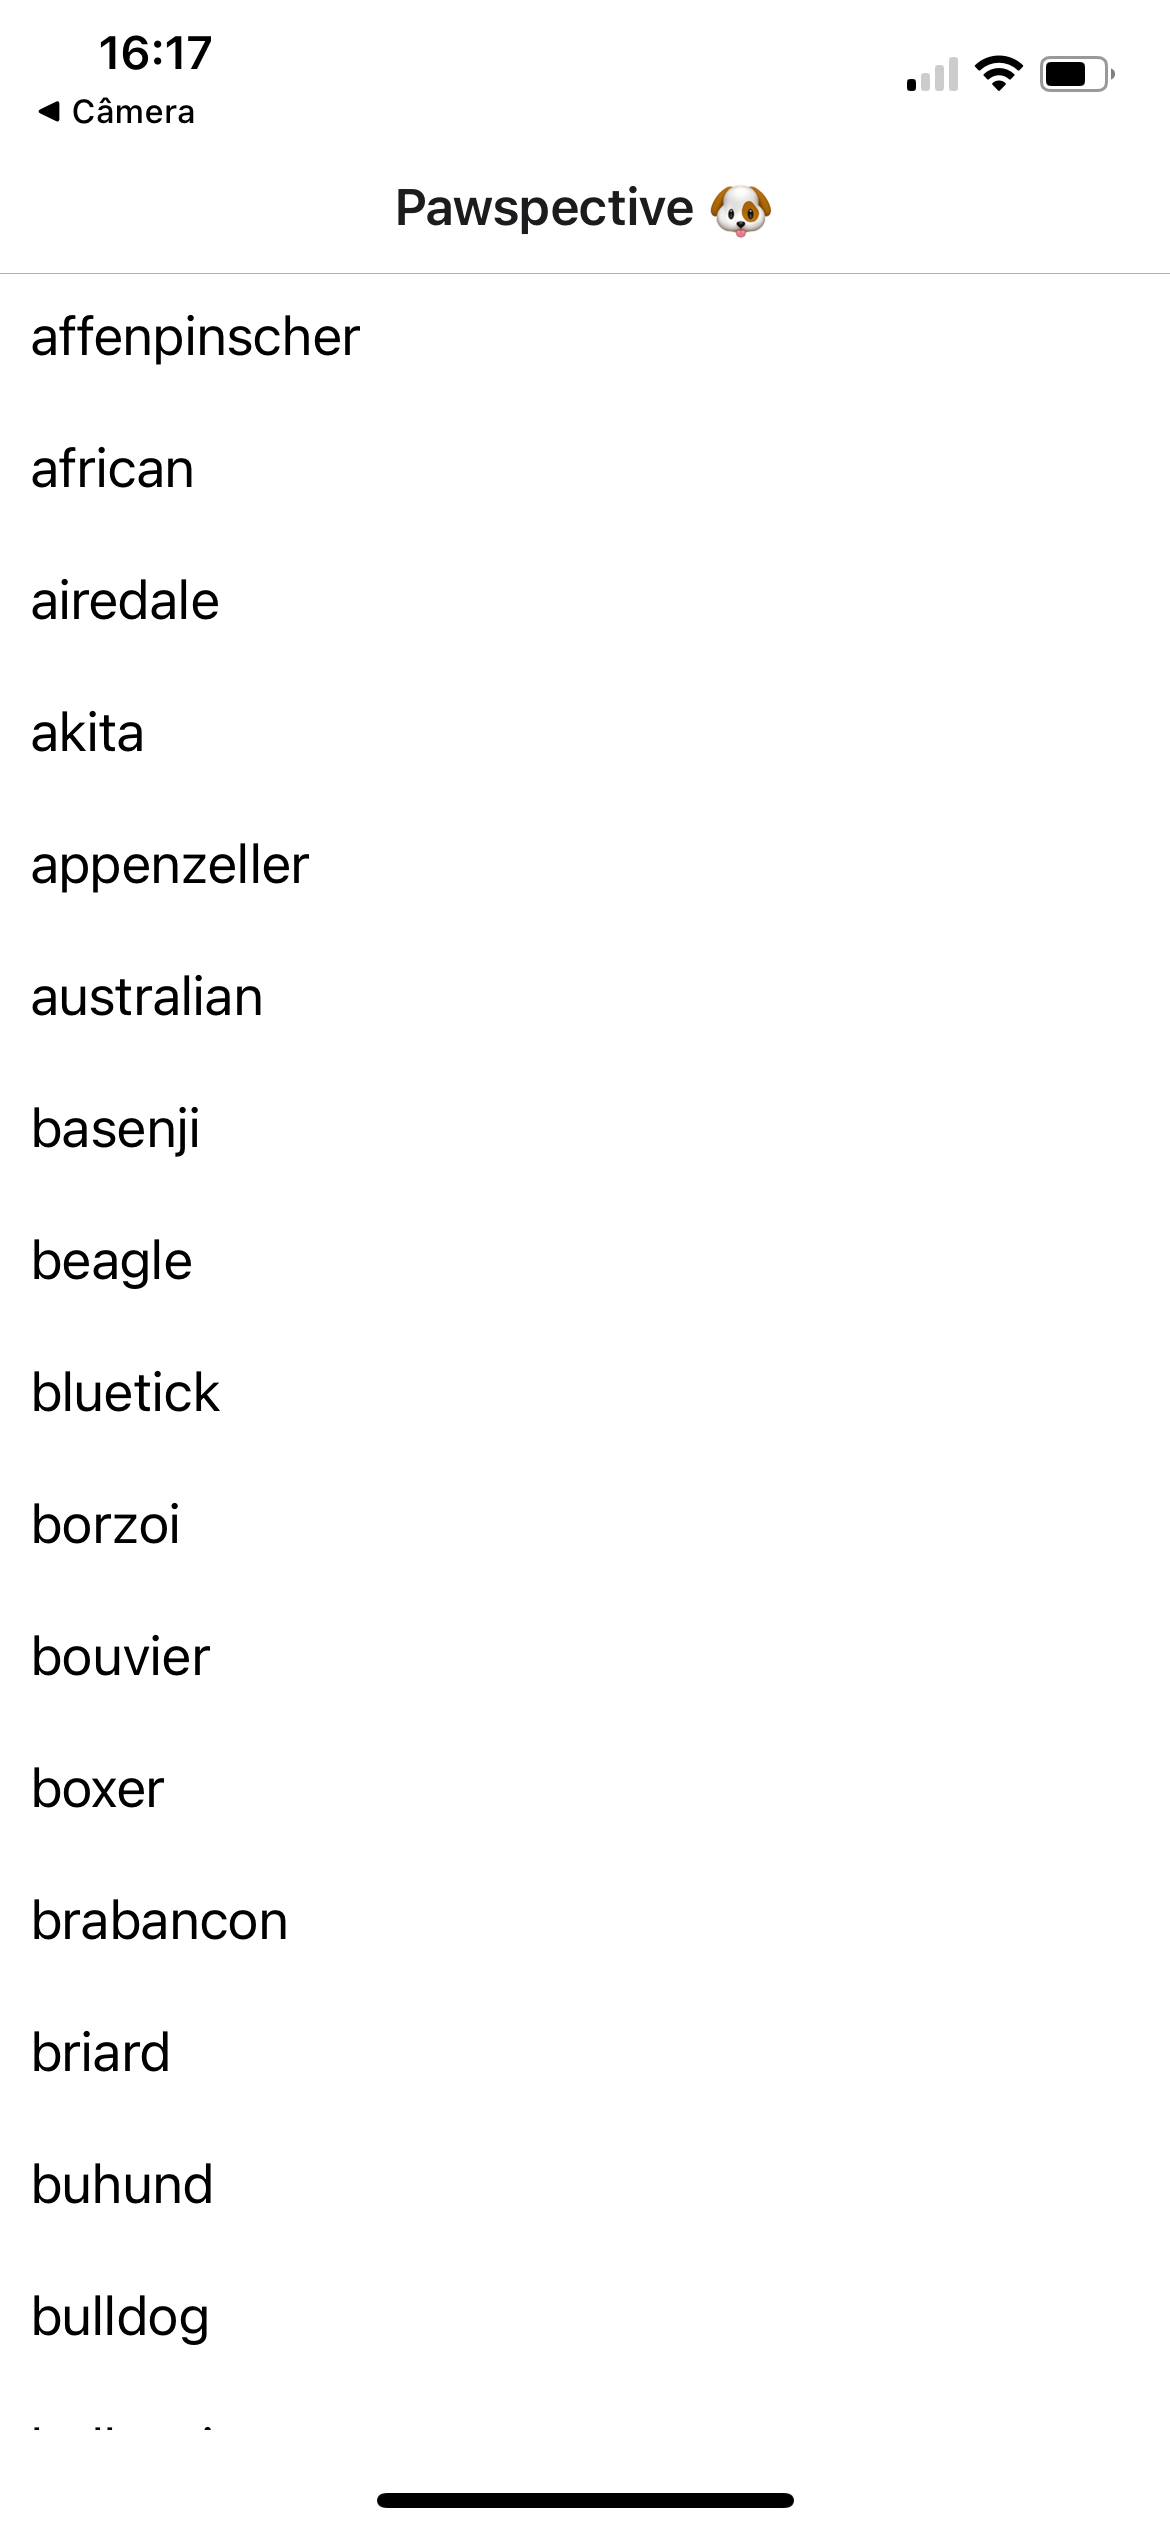 16:17
◀ Câmera
Pawspective 🐶
affenpinscher
african
airedale
akita
appenzeller
australian
basenji
beagle
bluetick
borzoi
bouvier
boxer
brabancon
briard
buhund
bulldog